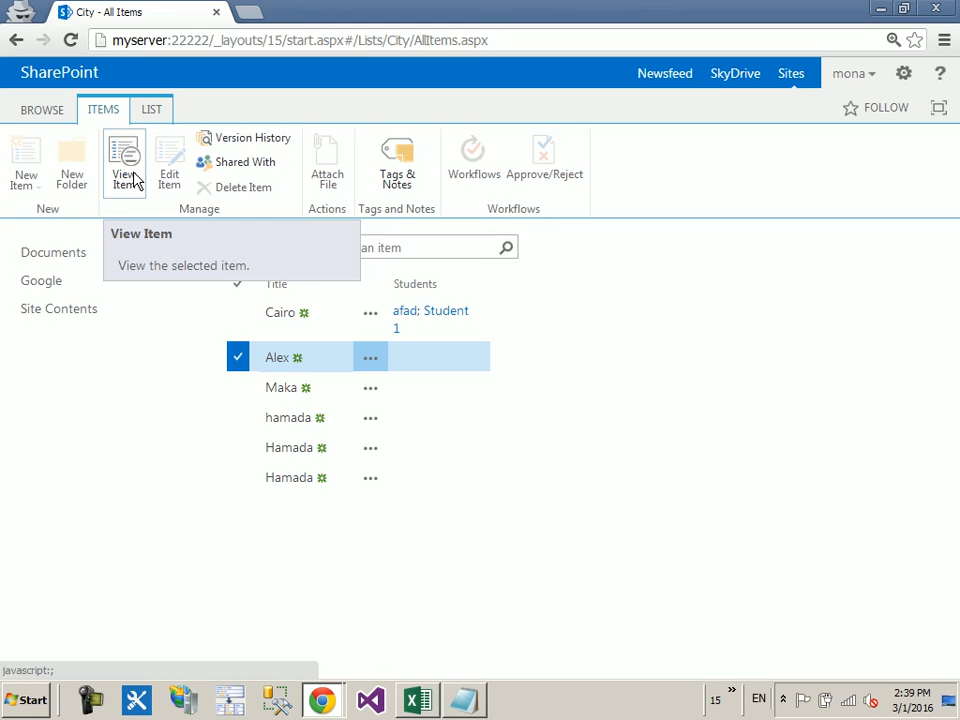 City - All Items
myserver:22222/_layouts/15/start.aspx#/Lists/City/AllItems.aspx
SharePoint
Newsfeed SkyDrive Sites mona
BROWSE ITEMS LIST FOLLOW
New Item
New Folder
View Item
Edit Item
Version History
Shared With
Delete Item
Attach File
Tags & Notes
Workflows Approve/Reject
New Manage Actions Tags and Notes Workflows
View Item
View the selected item.
Documents
Google
Site Contents
an item
Title Students
Cairo afad; Student 1
Alex
Maka
hamada
Hamada
Hamada
javascript:;
Start 15 EN 2:39 PM
3/1/2016